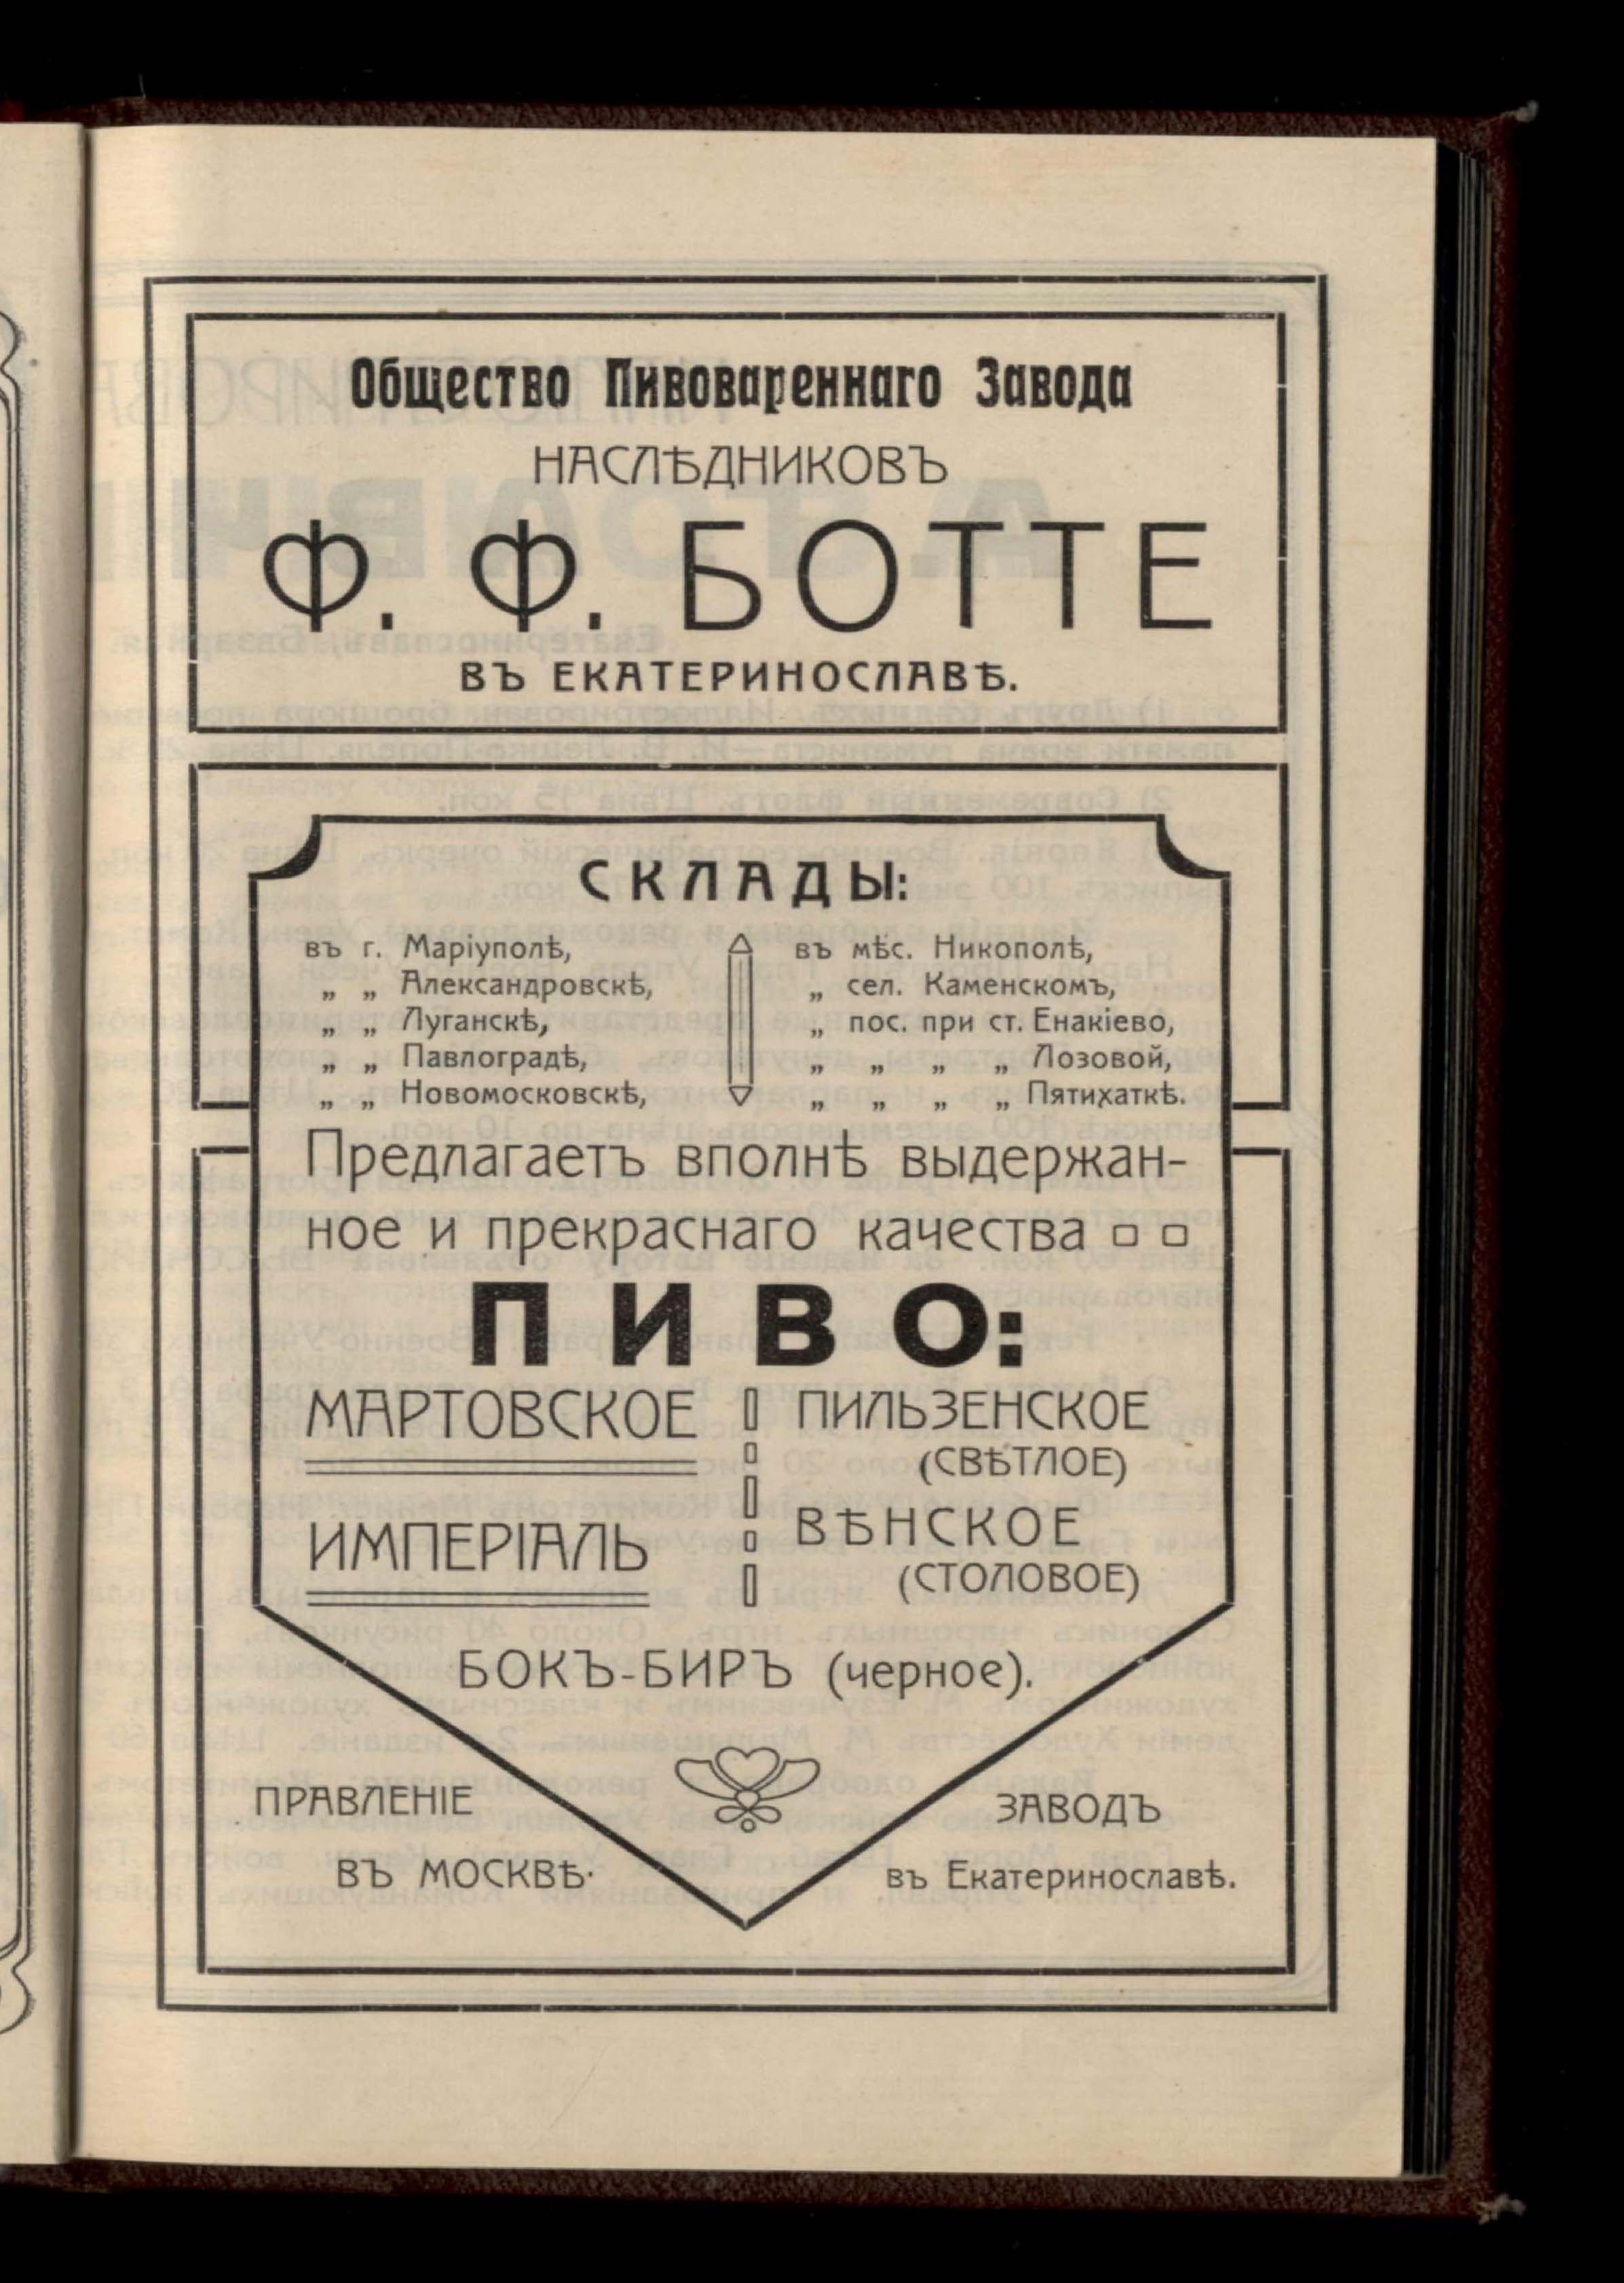 Общество Пивовареннаго Завода
НАСЛѢДНИКОВЪ
Ф. Ф. БОТТЕ
ВЪ ЕКАТЕРИНОСЛАВѢ.
СКЛАДЫ:
въ г. Маріуполѣ,
„ „ Александровскѣ,
„ „ Луганскѣ,
„ „ Павлоградѣ,
„ „ Новомосковскѣ,
въ мѣс. Никополѣ,
„ сел. Каменскомъ,
„ пос. при ст. Енакіево,
„ „ „ „ Лозовой,
„ „ „ „ Пятихаткѣ.
Предлагаетъ вполнѣ выдержан-
ное и прекраснаго качества
ПИВО:
МАРТОВСКОЕ
ИМПЕРІАЛЬ
ПИЛЬЗЕНСКОЕ
(СВѢТЛОЕ)
ВѢНСКОЕ
(СТОЛОВОЕ)
БОКЪ-БИРЪ (черное).
ПРАВЛЕНІЕ
ВЪ МОСКВѢ.
ЗАВОДЪ
въ Екатеринославѣ.